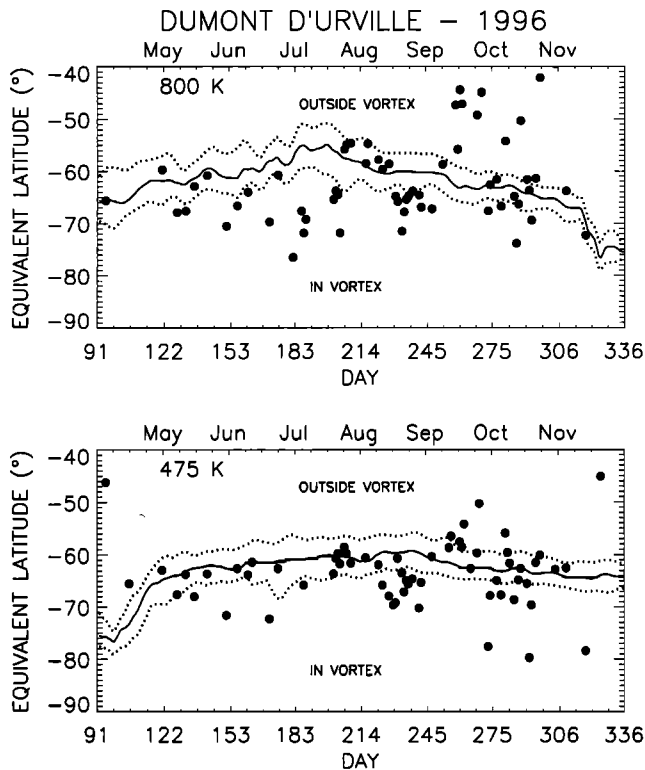 DUMONT D'URVILLE – 1996
May Jun Jul Aug Sep Oct Nov
EQUIVALENT LATITUDE (°)
-40
-50
-60
-70
-80
-90
800 K
OUTSIDE VORTEX
IN VORTEX
91 122 153 183 214 245 275 306 336
DAY
May Jun Jul Aug Sep Oct Nov
EQUIVALENT LATITUDE (°)
-40
-50
-60
-70
-80
-90
475 K
OUTSIDE VORTEX
IN VORTEX
91 122 153 183 214 245 275 306 336
DAY